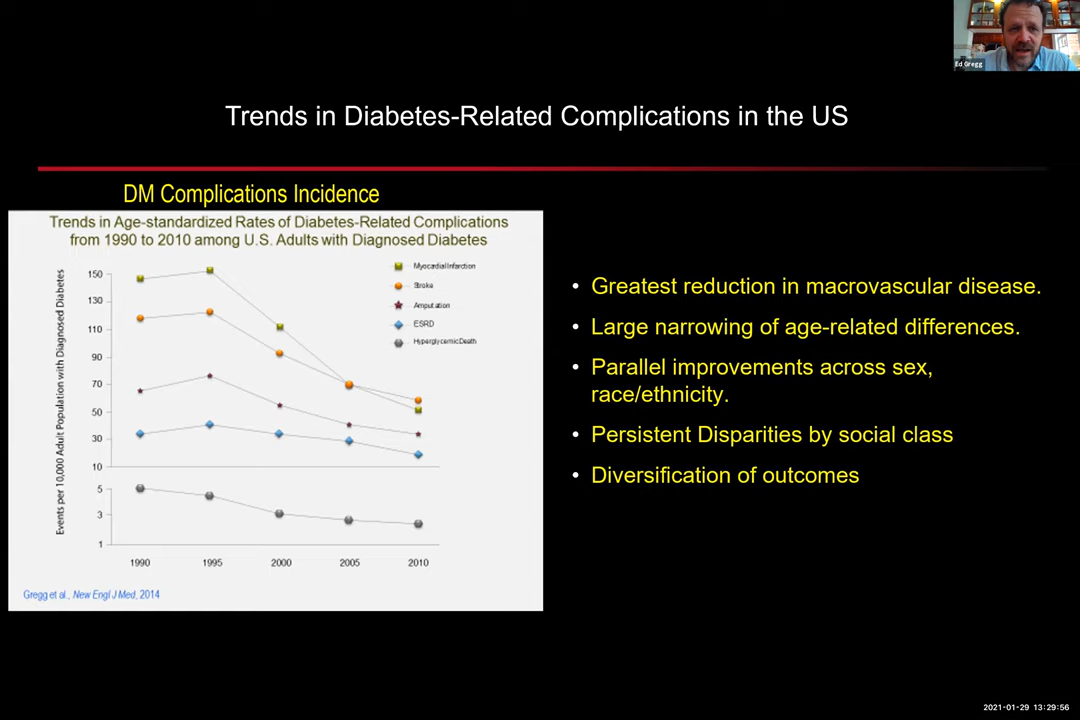 Ed Gregg
Trends in Diabetes-Related Complications in the US
DM Complications Incidence
Trends in Age-standardized Rates of Diabetes-Related Complications
from 1990 to 2010 among U.S. Adults with Diagnosed Diabetes
Events per 10,000 Adult Population with Diagnosed Diabetes
150
130
110
90
70
50
30
10
5
3
1
1990 1995 2000 2005 2010
Myocardial Infarction
Stroke
Amputation
ESRD
Hyperglycemic Death
Gregg et al., New Engl J Med, 2014
• Greatest reduction in macrovascular disease.
• Large narrowing of age-related differences.
• Parallel improvements across sex,
race/ethnicity.
• Persistent Disparities by social class
• Diversification of outcomes
2021-01-29 13:29:56